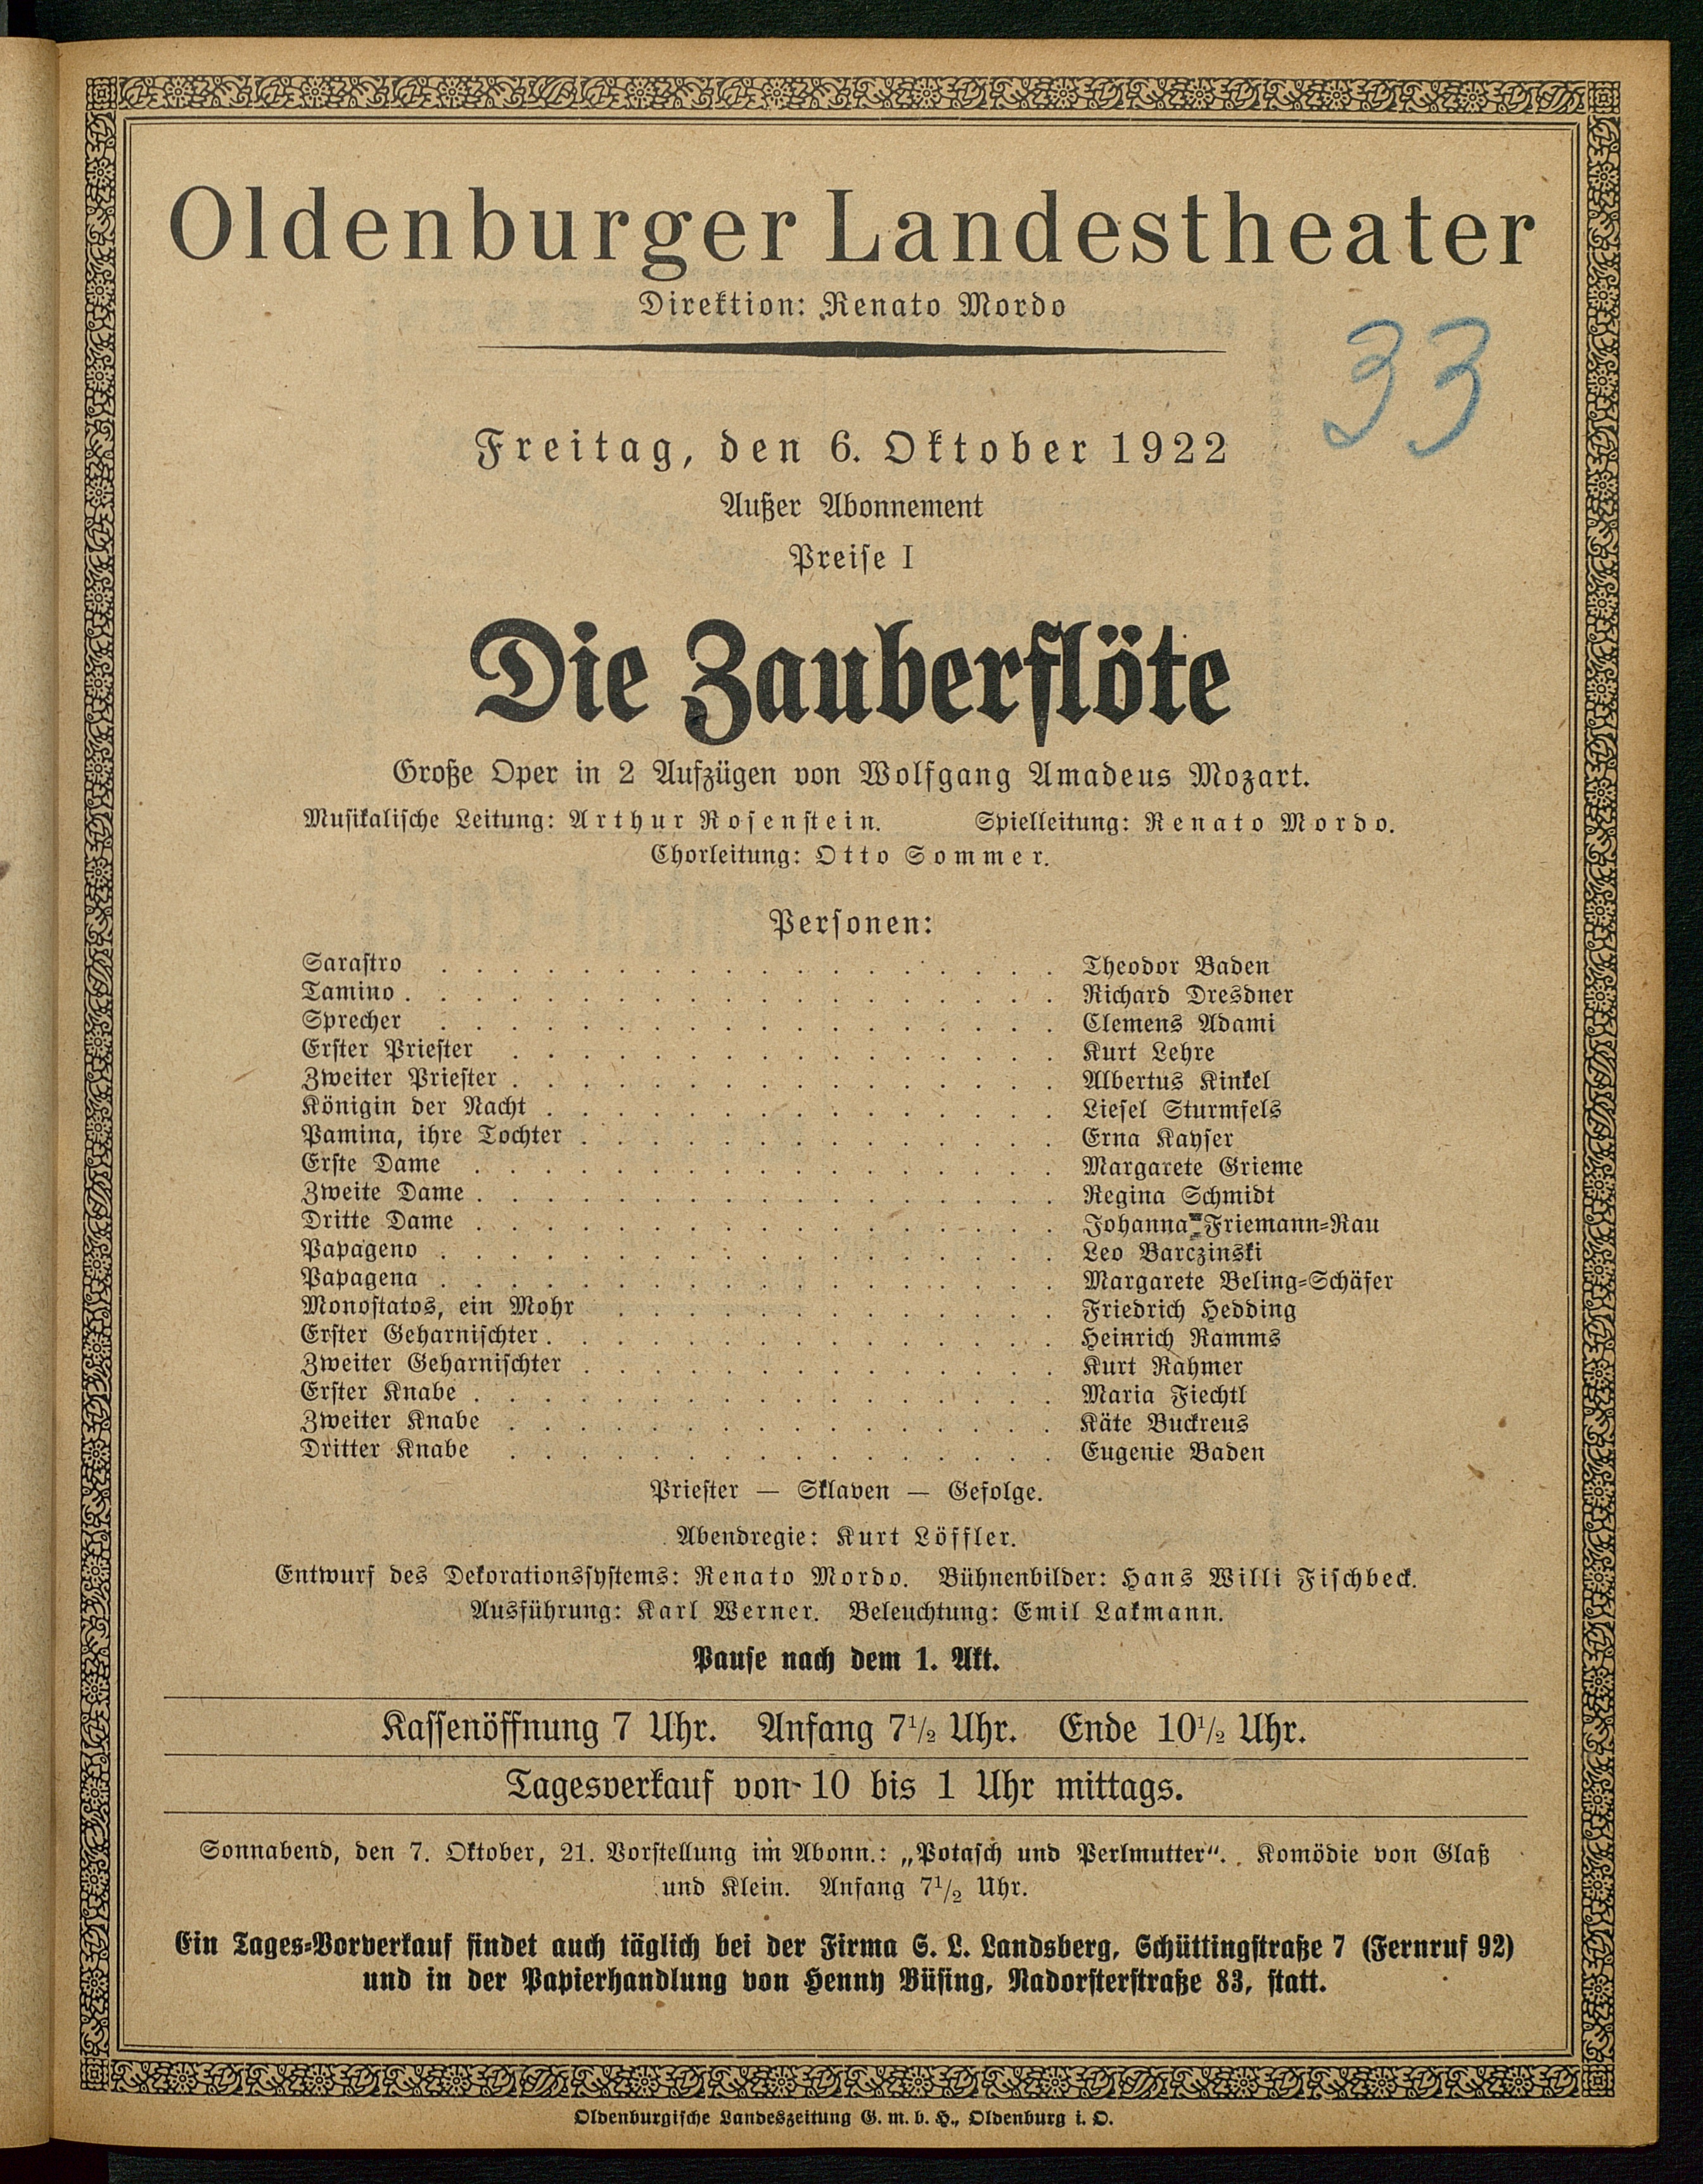 Oldenburger Landestheater
Direktion: Renato Mordo
33
Freitag, den 6. Oktober 1922
Außer Abonnement
Preise I
Die Zauberflöte
Große Oper in 2 Aufzügen von Wolfgang Amadeus Mozart.
Musikalische Leitung: Arthur Rosenstein. Spielleitung: Renato Mordo.
Chorleitung: Otto Sommer.
Personen:
Sarastro . . . . . . . . . . . . . . . . . . Theodor Baden
Tamino . . . . . . . . . . . . . . . . . . . Richard Dresdner
Sprecher . . . . . . . . . . . . . . . . . . Clemens Adami
Erster Priester . . . . . . . . . . . . . . . . Kurt Lehre
Zweiter Priester . . . . . . . . . . . . . . . . Albertus Kinkel
Königin der Nacht . . . . . . . . . . . . . . . Liesel Sturmfels
Pamina, ihre Tochter . . . . . . . . . . . . . . Erna Kayser
Erste Dame . . . . . . . . . . . . . . . . . Margarete Grieme
Zweite Dame . . . . . . . . . . . . . . . . . Regina Schmidt
Dritte Dame . . . . . . . . . . . . . . . . . Johanna Friemann-Rau
Papageno . . . . . . . . . . . . . . . . . . Leo Barczinski
Papagena . . . . . . . . . . . . . . . . . . Margarete Beling-Schäfer
Monostatos, ein Mohr . . . . . . . . . . . . . Friedrich Hedding
Erster Geharnischter . . . . . . . . . . . . . . . Heinrich Ramms
Zweiter Geharnischter . . . . . . . . . . . . . . Kurt Rahmer
Erster Knabe . . . . . . . . . . . . . . . . . Maria Fiechtl
Zweiter Knabe . . . . . . . . . . . . . . . . Käte Buckreus
Dritter Knabe . . . . . . . . . . . . . . . . Eugenie Baden
Priester — Sklaven — Gefolge.
Abendregie: Kurt Löffler.
Entwurf des Dekorationssystems: Renato Mordo. Bühnenbilder: Hans Willi Fischbeck.
Ausführung: Karl Werner. Beleuchtung: Emil Lakmann.
Pause nach dem 1. Akt.
Kassenöffnung 7 Uhr. Anfang 7½ Uhr. Ende 10½ Uhr.
Tagesverkauf von 10 bis 1 Uhr mittags.
Sonnabend, den 7. Oktober, 21. Vorstellung im Abonn.: „Potasch und Perlmutter“. Komödie von Glaß
und Klein. Anfang 7½ Uhr.
Ein Tages-Vorverkauf findet auch täglich bei der Firma S. L. Landsberg, Schüttingstraße 7 (Fernruf 92)
und in der Papierhandlung von Henny Büsing, Nadorsterstraße 83, statt.
Oldenburgische Landeszeitung G. m. b. H., Oldenburg i. O.